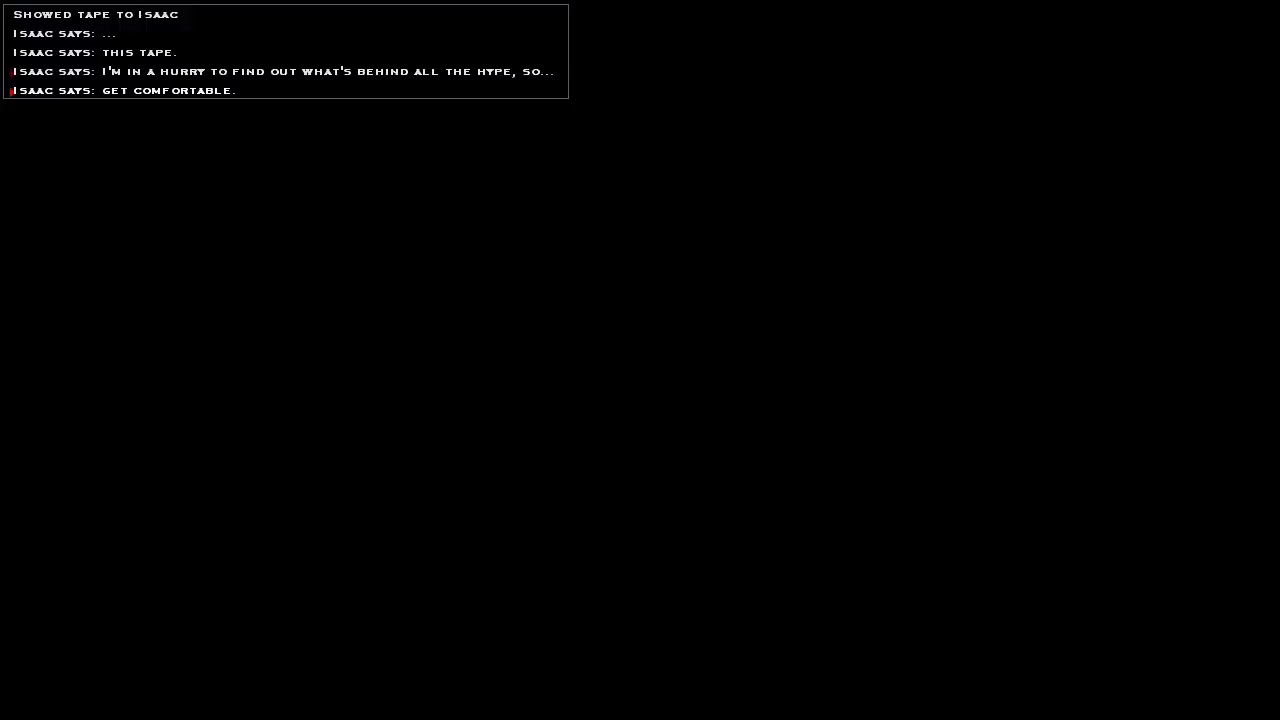 Showed tape to Isaac
Isaac says: ...
Isaac says: this tape.
Isaac says: I'm in a hurry to find out what's behind all the hype, so...
Isaac says: get comfortable.